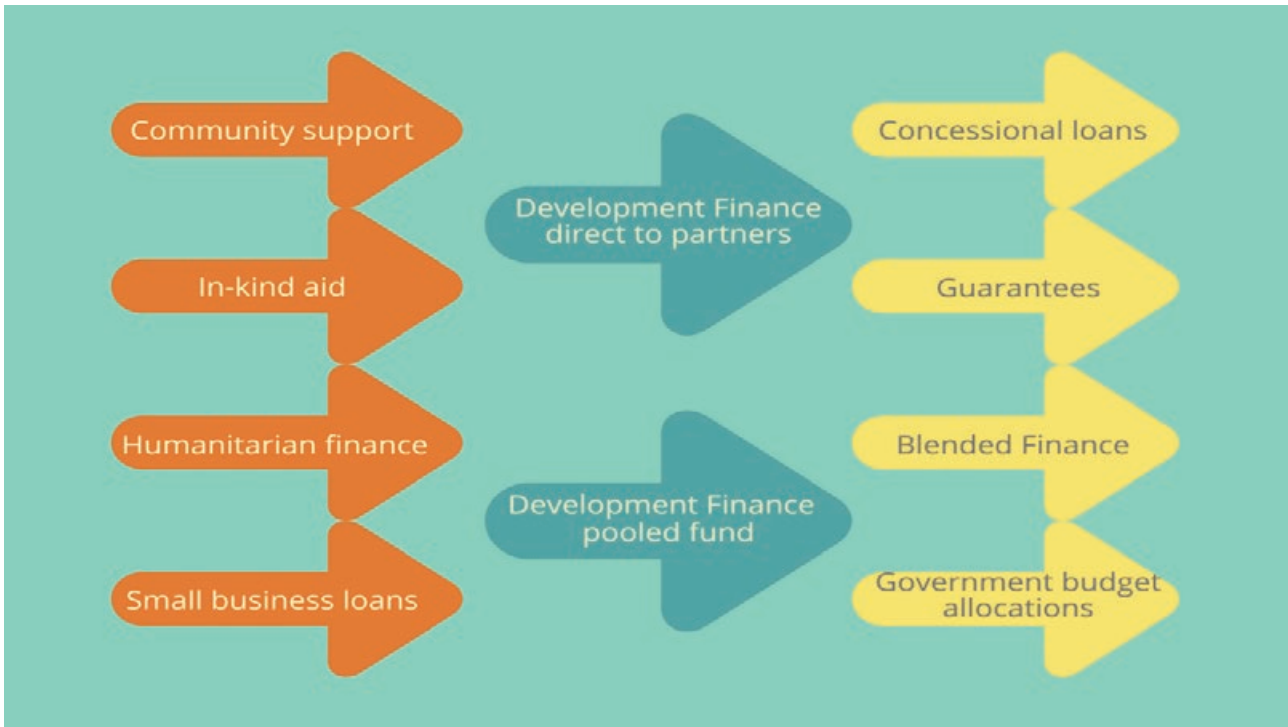 Community support
In-kind aid
Humanitarian finance
Small business loans
Development Finance
direct to partners
Development Finance
pooled fund
Concessional loans
Guarantees
Blended Finance
Government budget
allocations